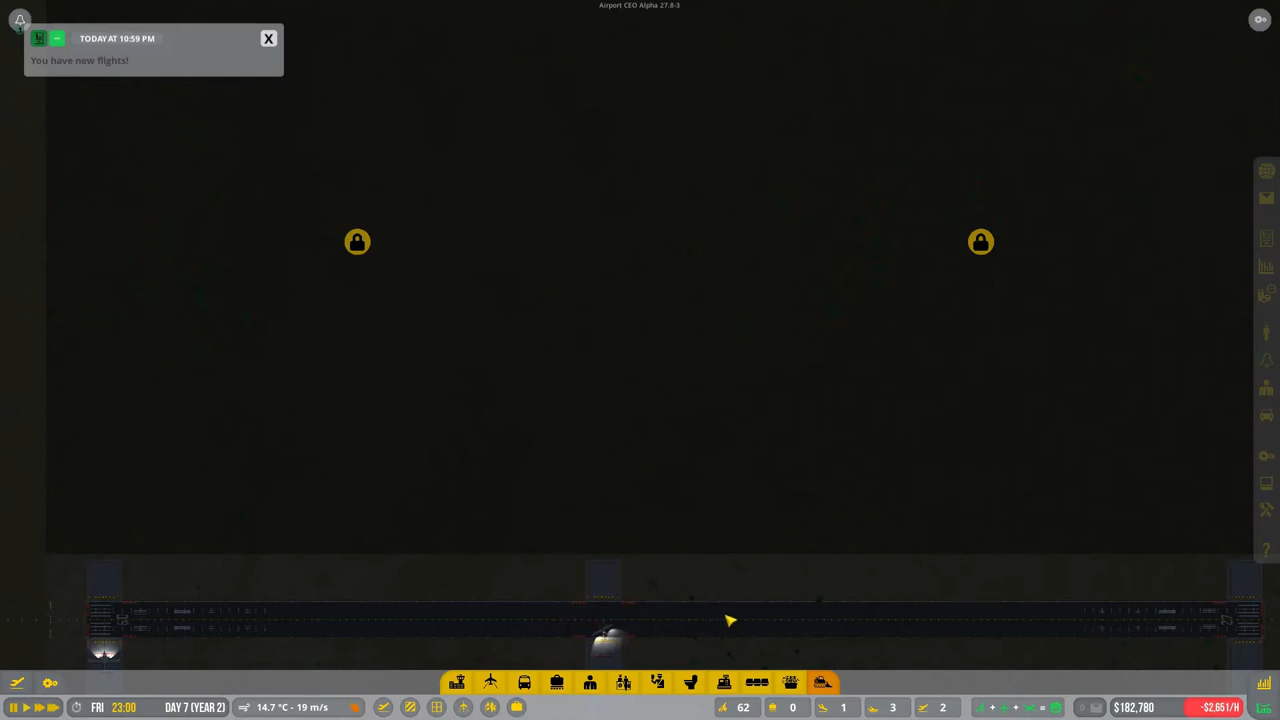 Airport CEO Alpha 27.8-3
TODAY AT 10:59 PM
X
You have new flights!
?
FRI 23:00 DAY 7 (YEAR 2) 14.7 °C - 19 m/s 62 0 1 3 2 + + = $182,780 -$2,651/H